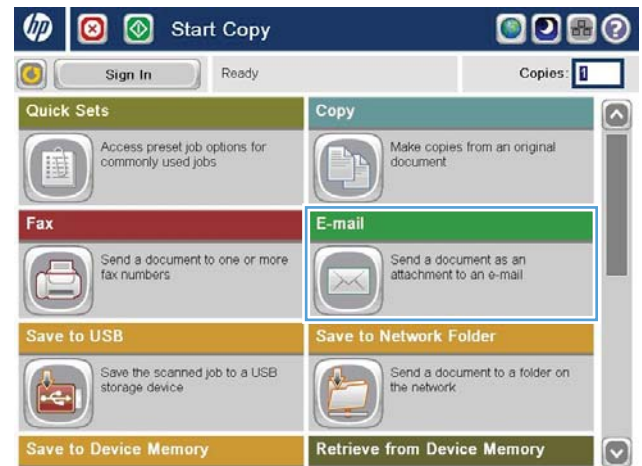 hp Start Copy
Sign In Ready Copies: 1
Quick Sets
Access preset job options for
commonly used jobs
Copy
Make copies from an original
document
Fax
Send a document to one or more
fax numbers
E-mail
Send a document as an
attachment to an e-mail
Save to USB
Save the scanned job to a USB
storage device
Save to Network Folder
Send a document to a folder on
the network
Save to Device Memory
Retrieve from Device Memory